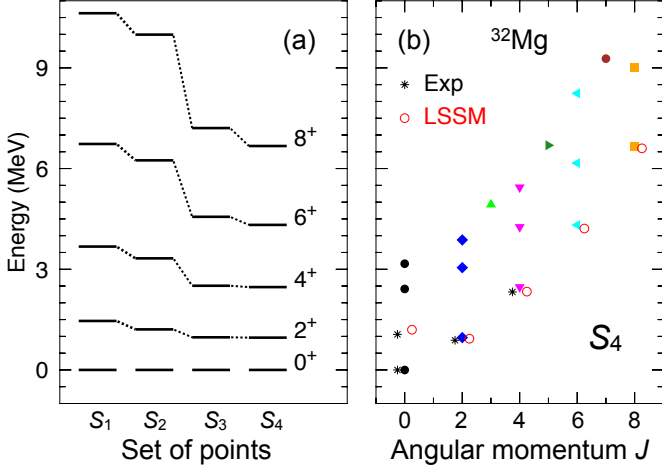 (a)
(b)
³²Mg
Exp
LSSM
Energy (MeV)
9
6
3
0
8⁺
6⁺
4⁺
2⁺
0⁺
S₄
S₁ S₂ S₃ S₄
0 2 4 6 8
Set of points
Angular momentum J